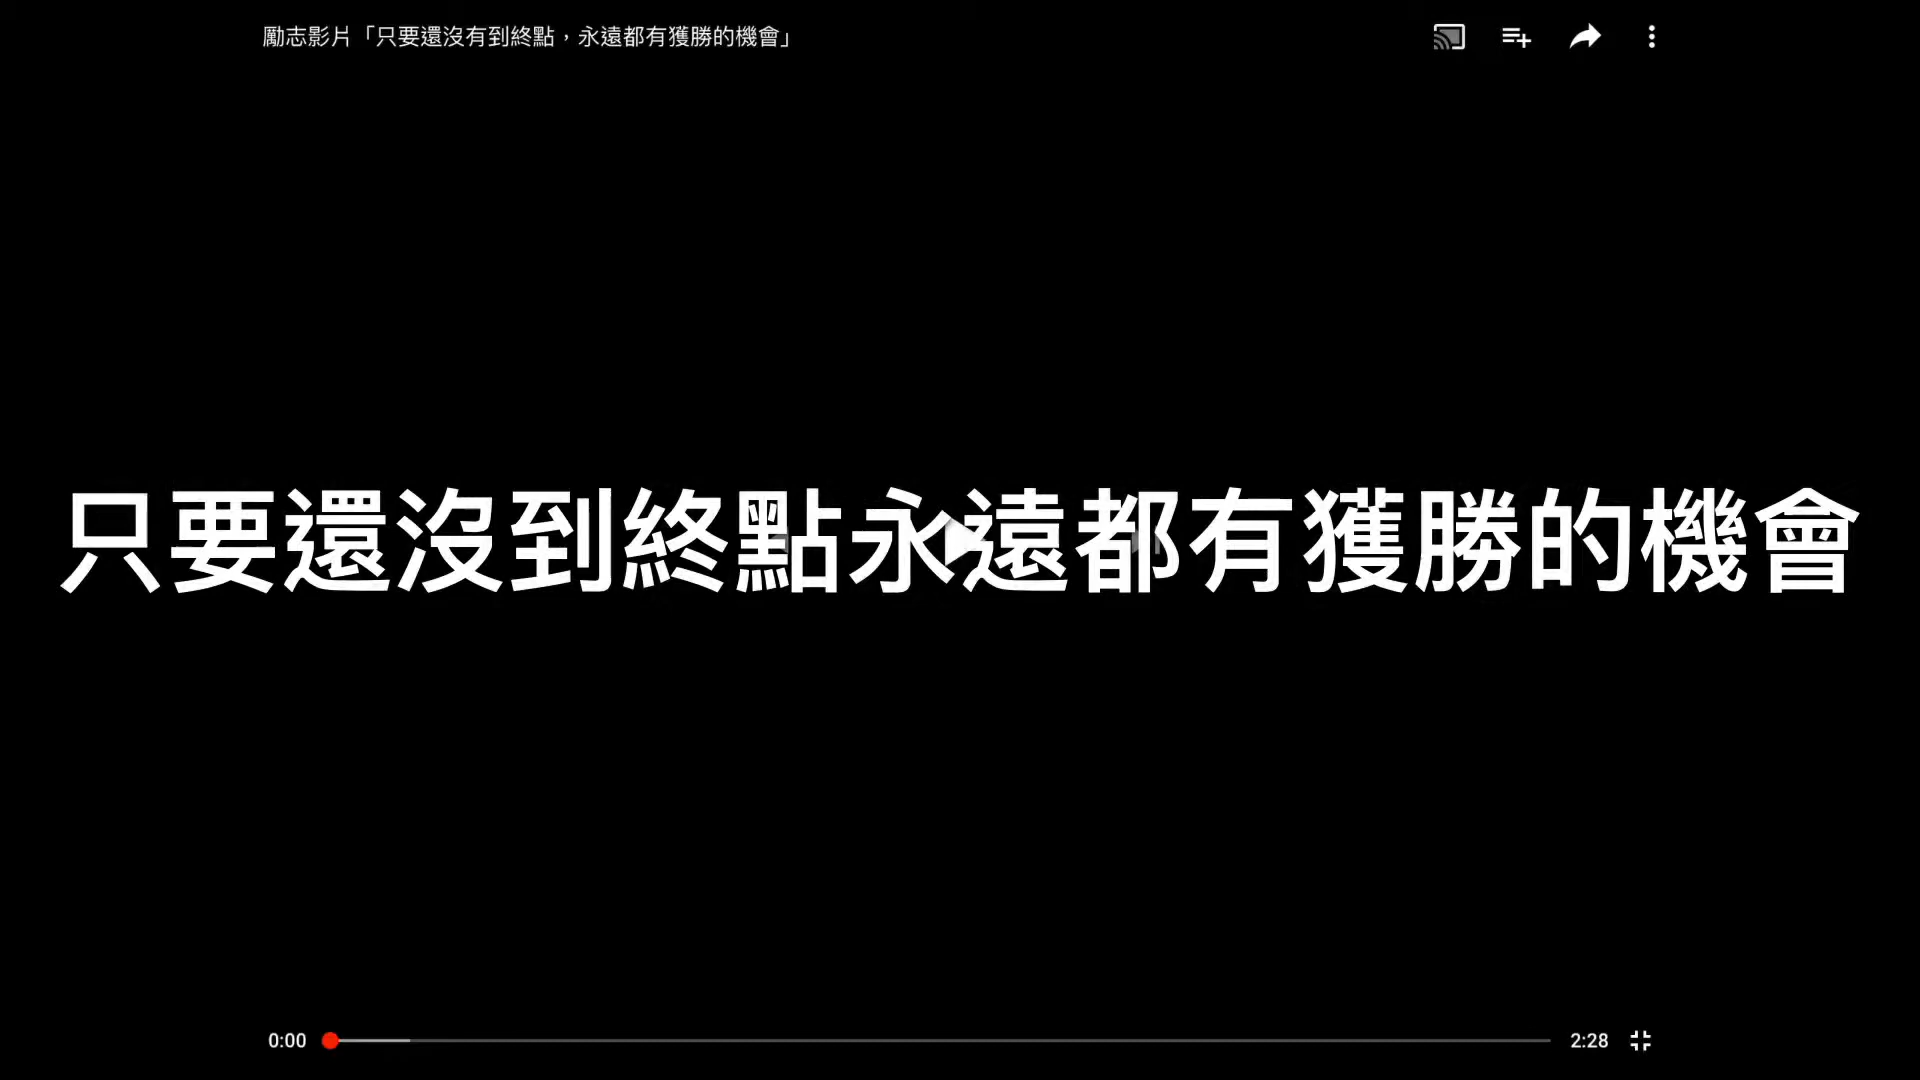 勵志影片「只要還沒有到終點，永遠都有獲勝的機會」
只要還沒到終點永遠都有獲勝的機會
0:00
2:28